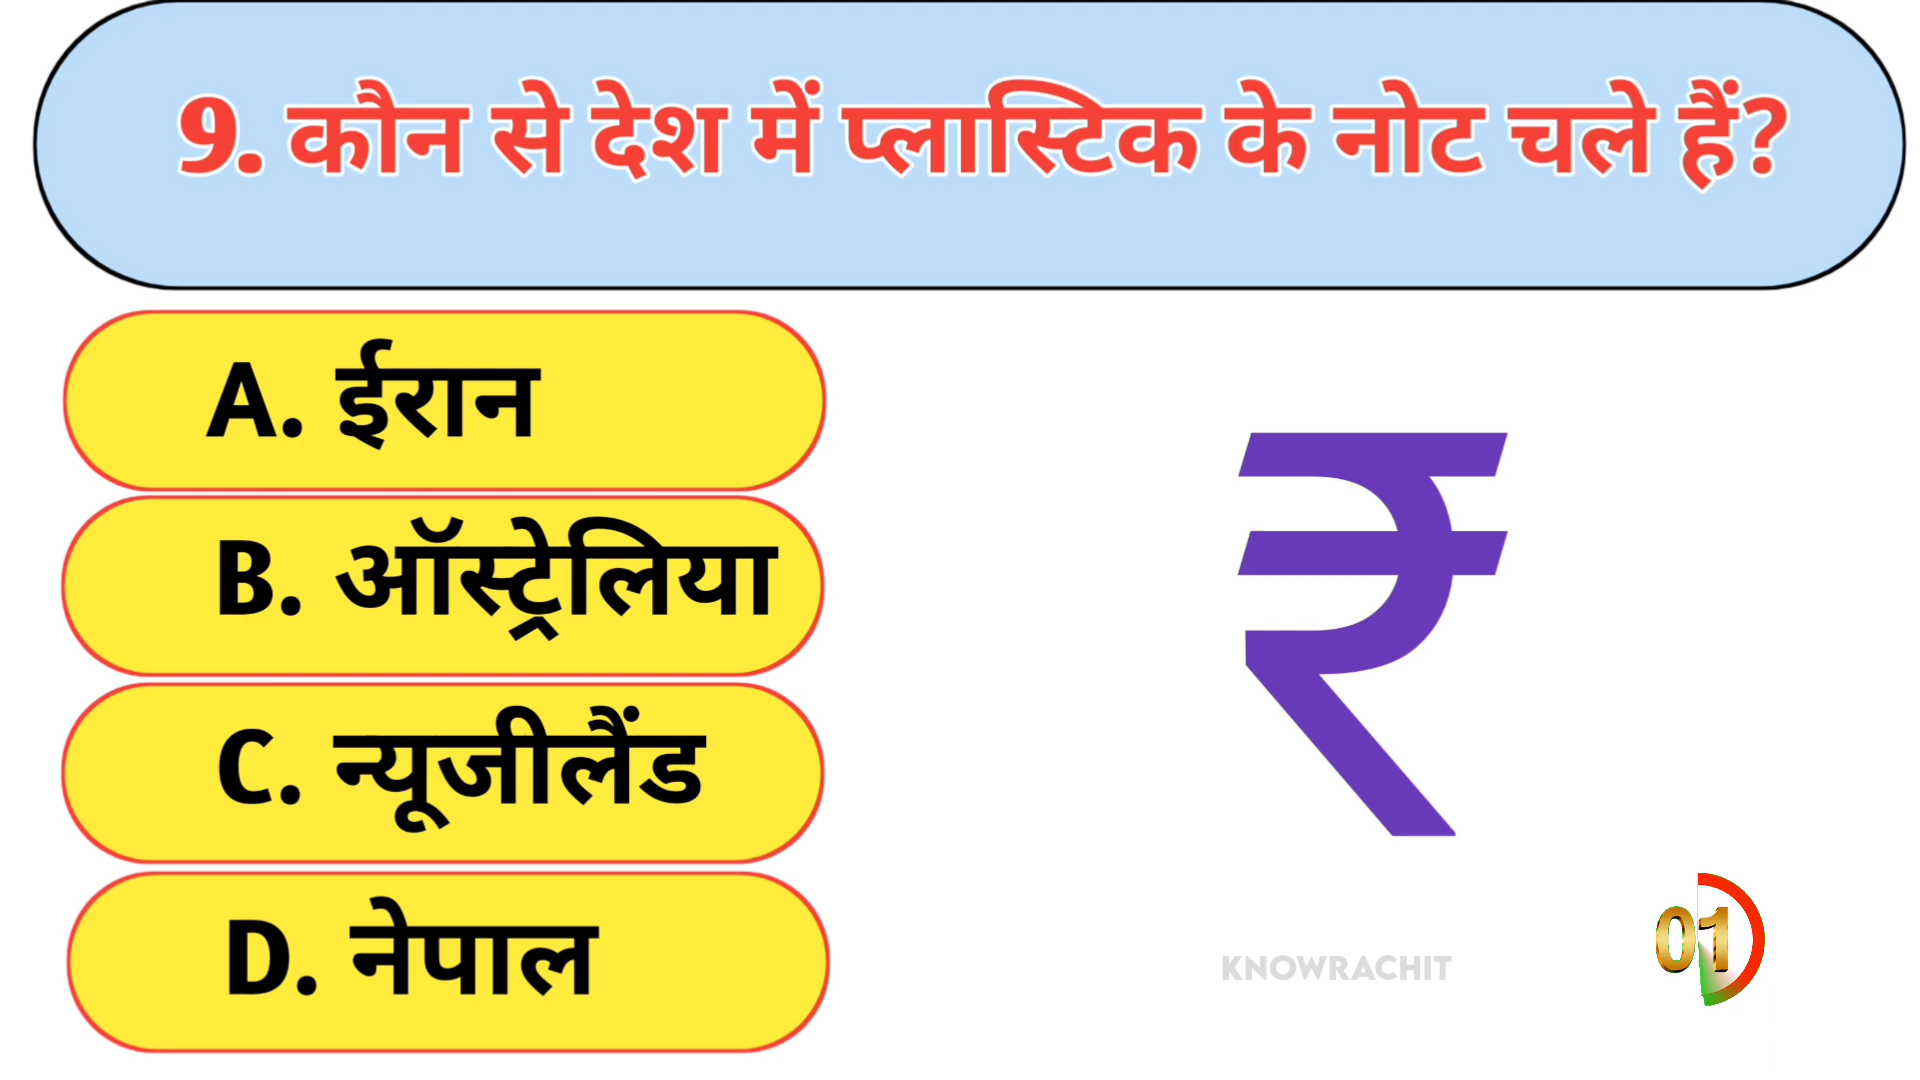 9. कौन से देश में प्लास्टिक के नोट चले हैं?
A. ईरान
B. ऑस्ट्रेलिया
C. न्यूजीलैंड
D. नेपाल
₹
KNOWRACHIT
01